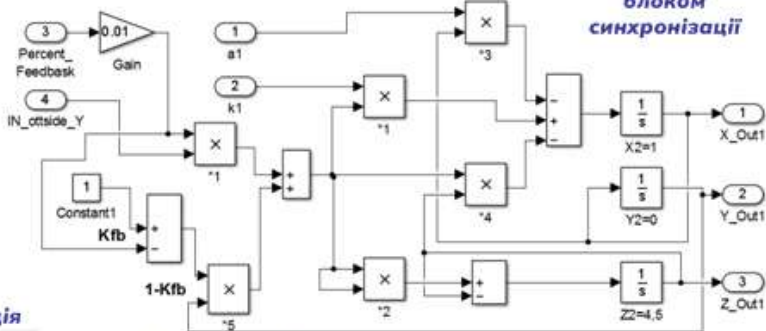 блоком
синхронізації
3
Percent_
Feedbask
0.01
Gain
4
IN_ottside_Y
1
a1
2
k1
×
*3
×
*1
×
*1
1
Constant1
Kfb
1-Kfb
×
*5
×
*4
×
*2
1
s
X2=1
1
X_Out1
1
s
Y2=0
2
Y_Out1
1
s
Z2=4,5
3
Z_Out1
ія